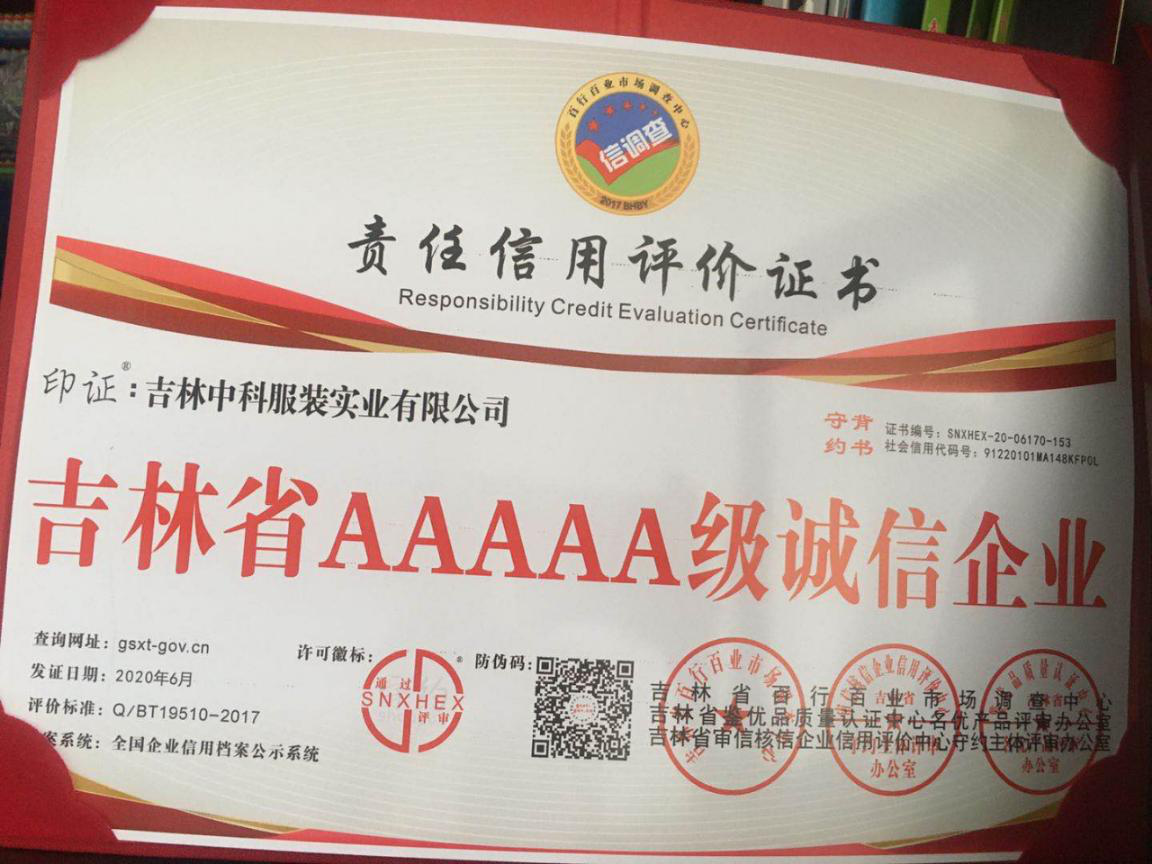 百行百业市场调查中心
信调查
2017 BHBY
责任信用评价证书
Responsibility Credit Evaluation Certificate
印证®：吉林中科服装实业有限公司
守背
约书
证书编号：SNXHEX-20-06170-153
社会信用代码号：91220101MA148KFP0L
吉林省AAAAA级诚信企业
查询网址：gsxt-gov.cn
发证日期：2020年6月
评价标准：Q/BT19510-2017
案系统：全国企业信用档案公示系统
许可徽标：
通过
SNXHEX
评审
®
防伪码：
吉林省百行百业市场调查中心
吉林省鉴优品质量认证中心名优产品评审办公室
吉林省审信核信企业信用评价中心守约主体评审办公室
办公室
办公室